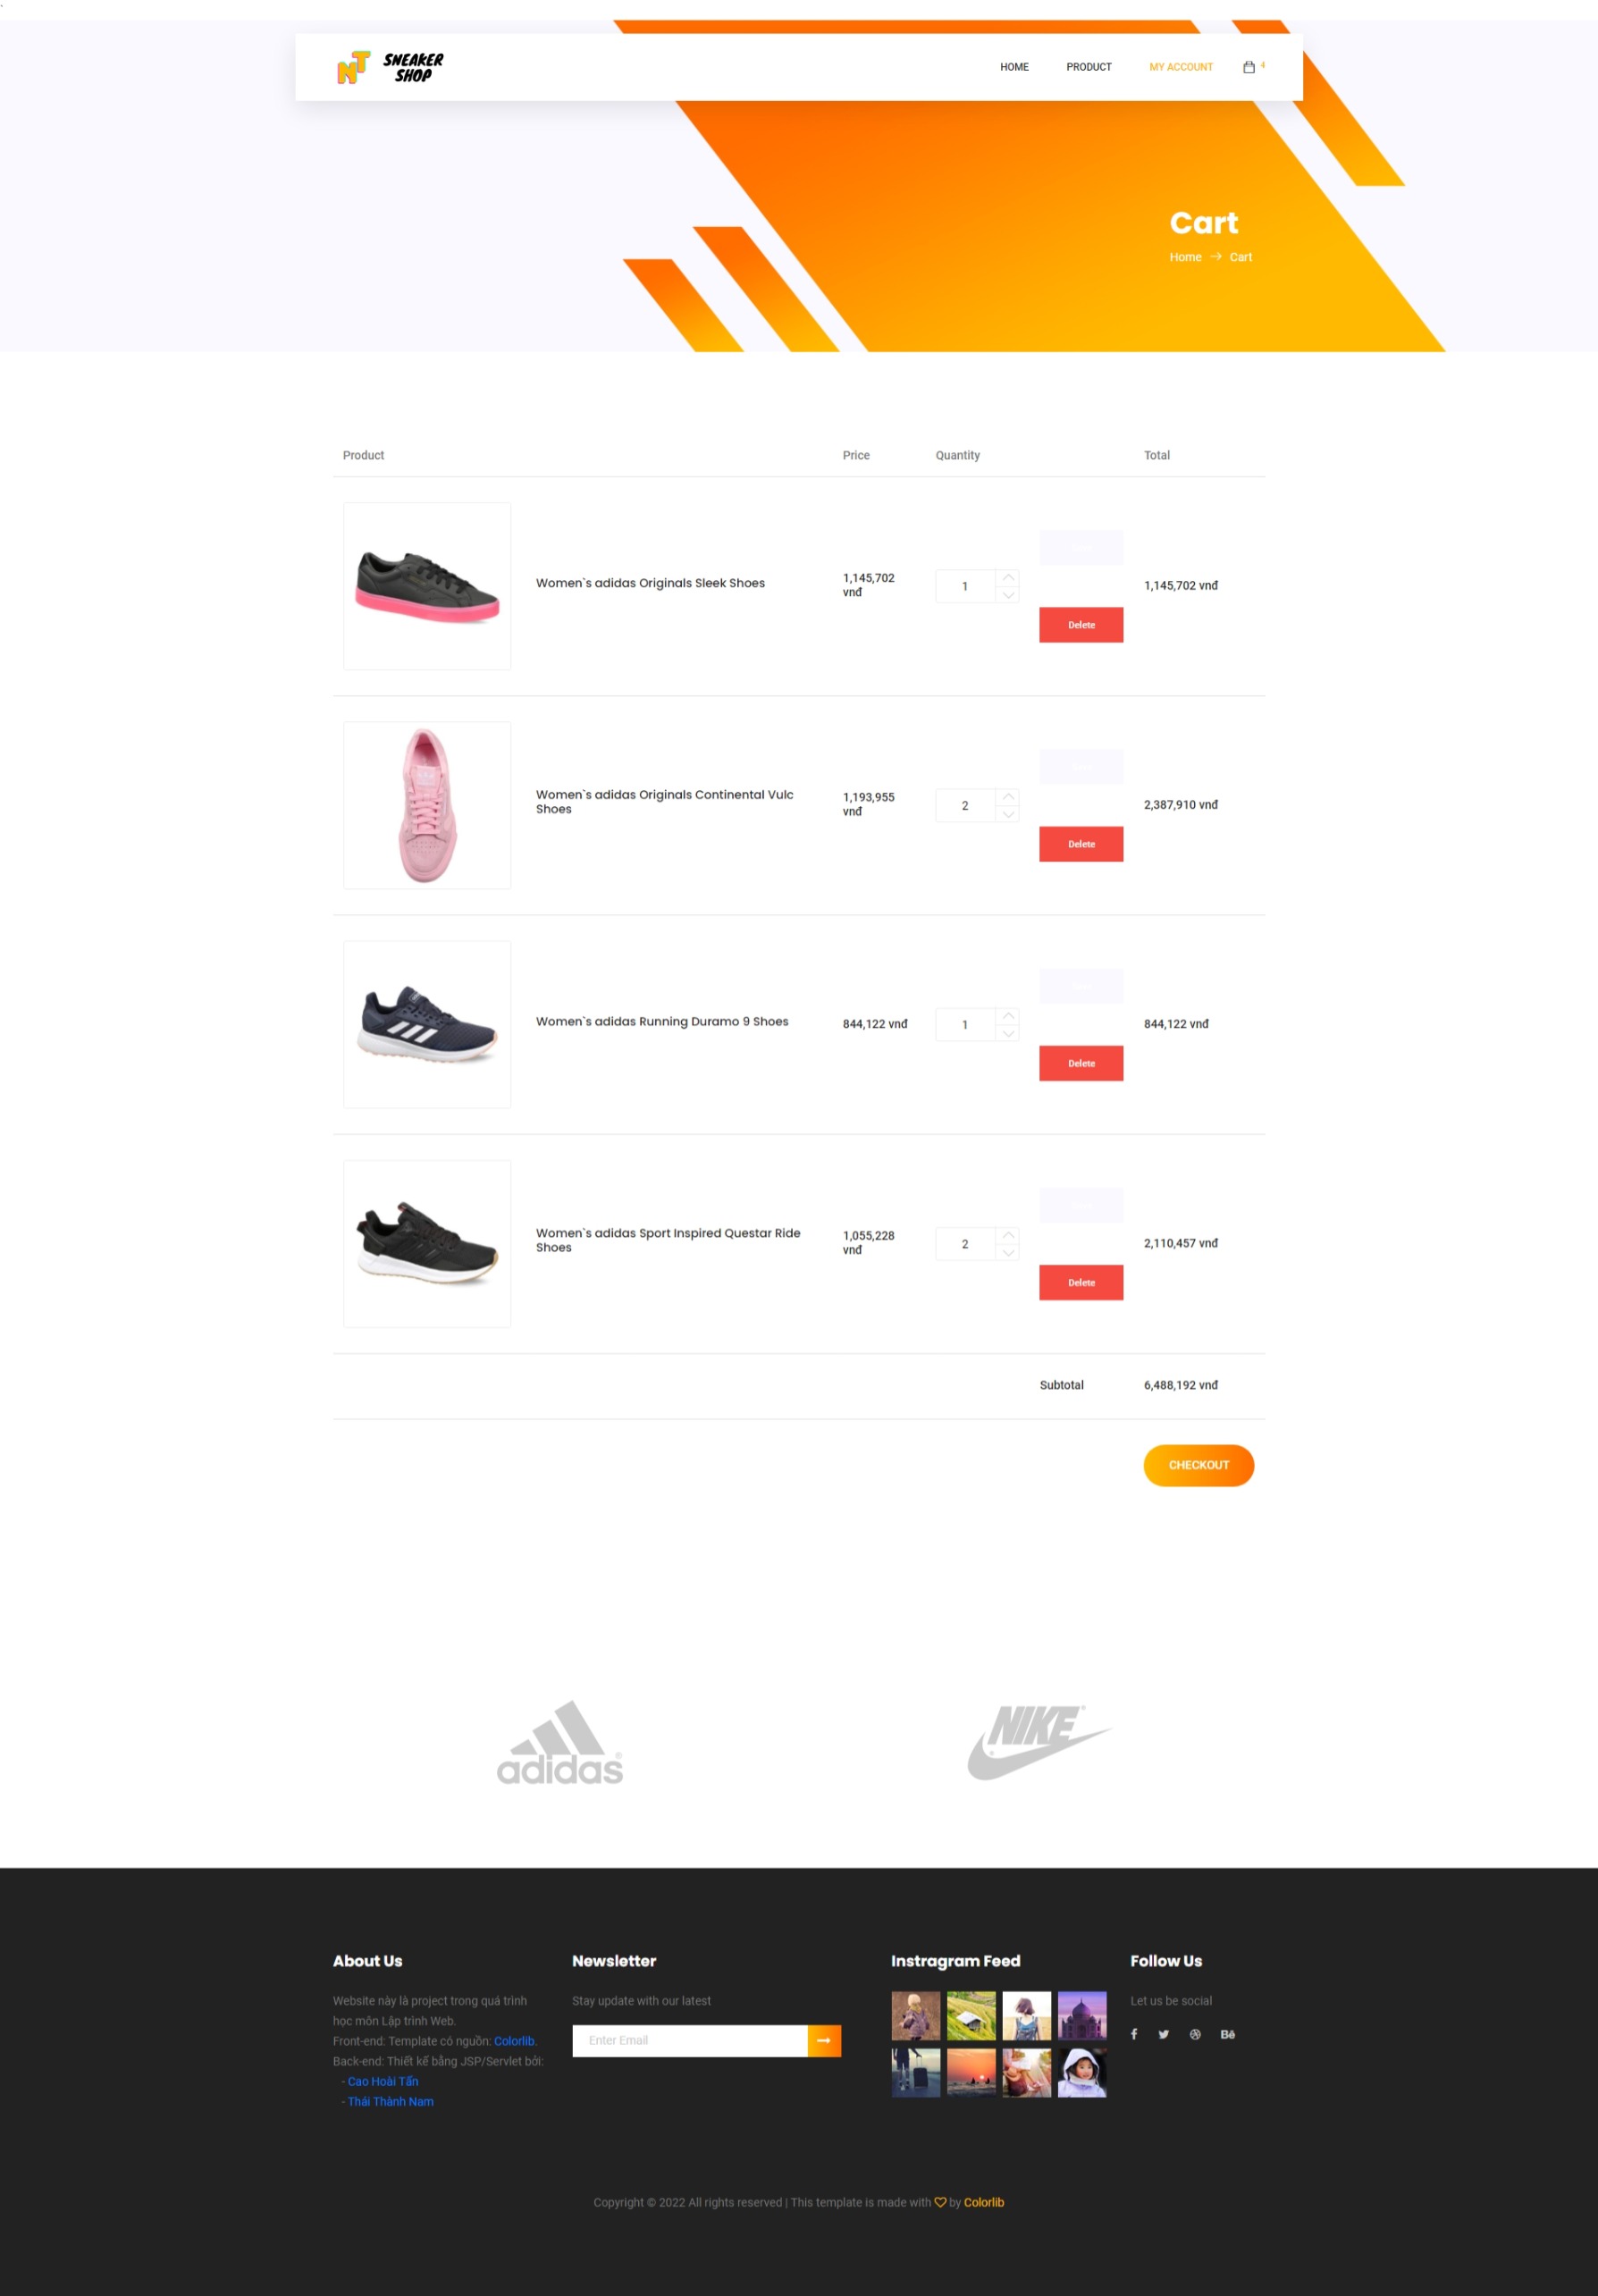 NT SNEAKER
SHOP
HOME PRODUCT MY ACCOUNT 4
Cart
Home → Cart
Product Price Quantity Total
Women`s adidas Originals Sleek Shoes
1,145,702
vnđ
1
Delete
1,145,702 vnđ
Women`s adidas Originals Continental Vulc
Shoes
1,193,955
vnđ
2
Delete
2,387,910 vnđ
Women`s adidas Running Duramo 9 Shoes
844,122 vnđ
1
Delete
844,122 vnđ
Women`s adidas Sport Inspired Questar Ride
Shoes
1,055,228
vnđ
2
Delete
2,110,457 vnđ
Subtotal 6,488,192 vnđ
CHECKOUT
adidas®
NIKE
About Us
Website này là project trong quá trình
học môn Lập trình Web.
Front-end: Template có nguồn: Colorlib.
Back-end: Thiết kế bằng JSP/Servlet bởi:
- Cao Hoài Tấn
- Thái Thành Nam
Newsletter
Stay update with our latest
Enter Email
Instragram Feed
Follow Us
Let us be social
Copyright © 2022 All rights reserved | This template is made with ♡ by Colorlib